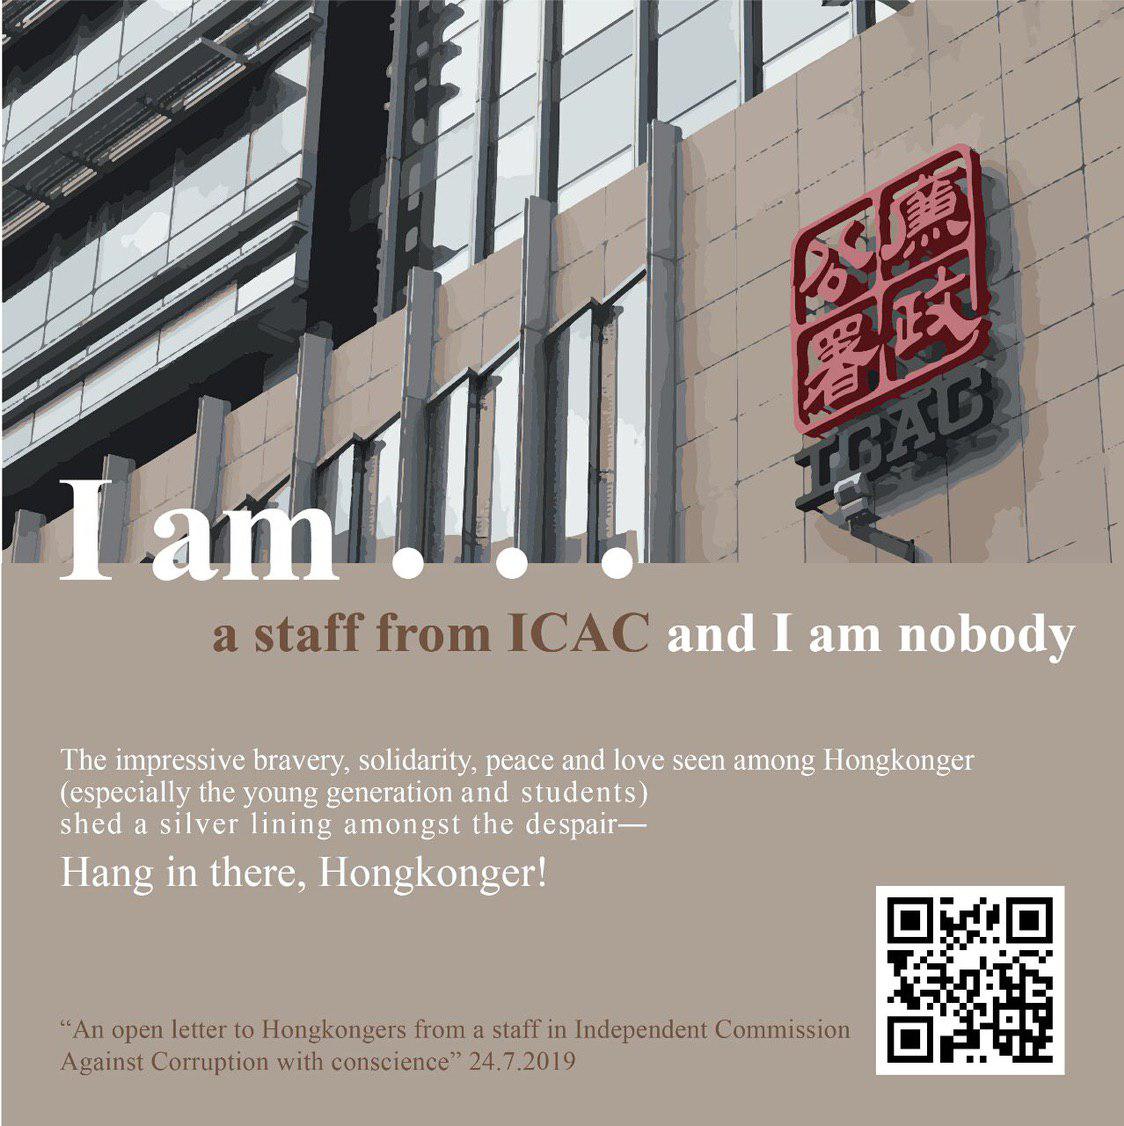 廉政
公署
ICAC
I am . . .
a staff from ICAC and I am nobody
The impressive bravery, solidarity, peace and love seen among Hongkonger
(especially the young generation and students)
shed a silver lining amongst the despair—
Hang in there, Hongkonger!
“An open letter to Hongkongers from a staff in Independent Commission
Against Corruption with conscience” 24.7.2019